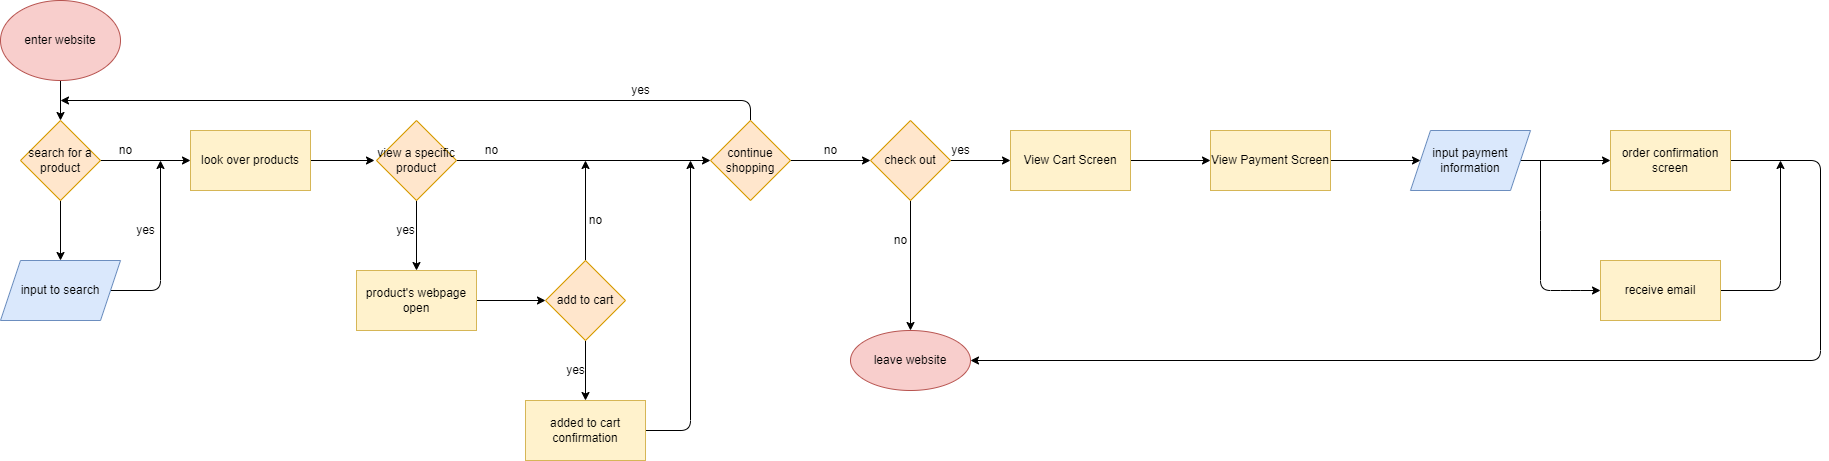 enter website
yes
search for a
product
no
look over products
view a specific
product
no
continue
shopping
no
check out
yes
View Cart Screen
View Payment Screen
input payment
information
order confirmation
screen
yes
input to search
yes
product's webpage
open
no
add to cart
no
receive email
yes
added to cart
confirmation
leave website